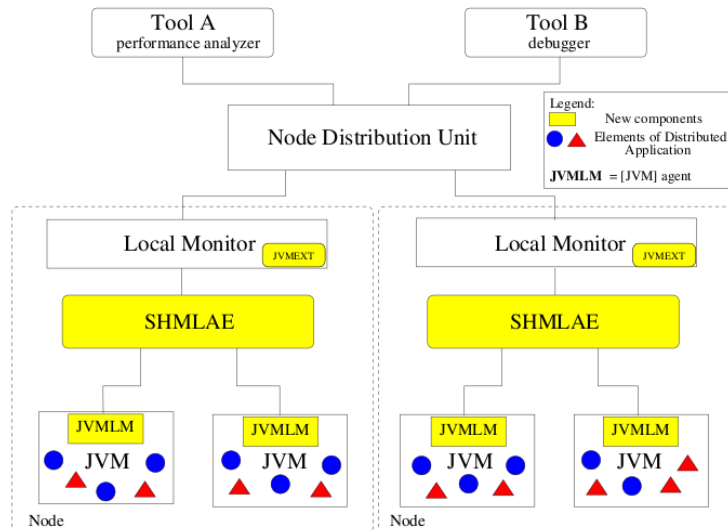 Tool A
performance analyzer
Tool B
debugger
Node Distribution Unit
Legend:
New components
Elements of Distributed
Application
JVMLM = [JVM] agent
Local Monitor
JVMEXT
Local Monitor
JVMEXT
SHMLAE
SHMLAE
JVMLM
JVM
JVMLM
JVM
JVMLM
JVM
JVMLM
JVM
Node
Node